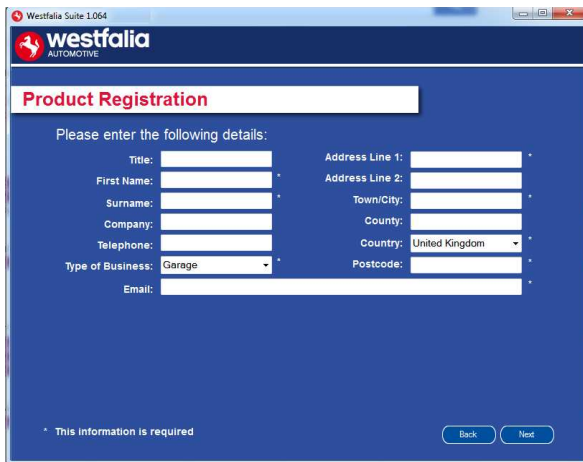 Westfalia Suite 1.064
westfalia
AUTOMOTIVE
Product Registration
Please enter the following details:
Title:
First Name: *
Surname: *
Company:
Telephone:
Type of Business: Garage *
Email: *
Address Line 1: *
Address Line 2:
Town/City: *
County:
Country: United Kingdom *
Postcode: *
* This information is required
Back
Next